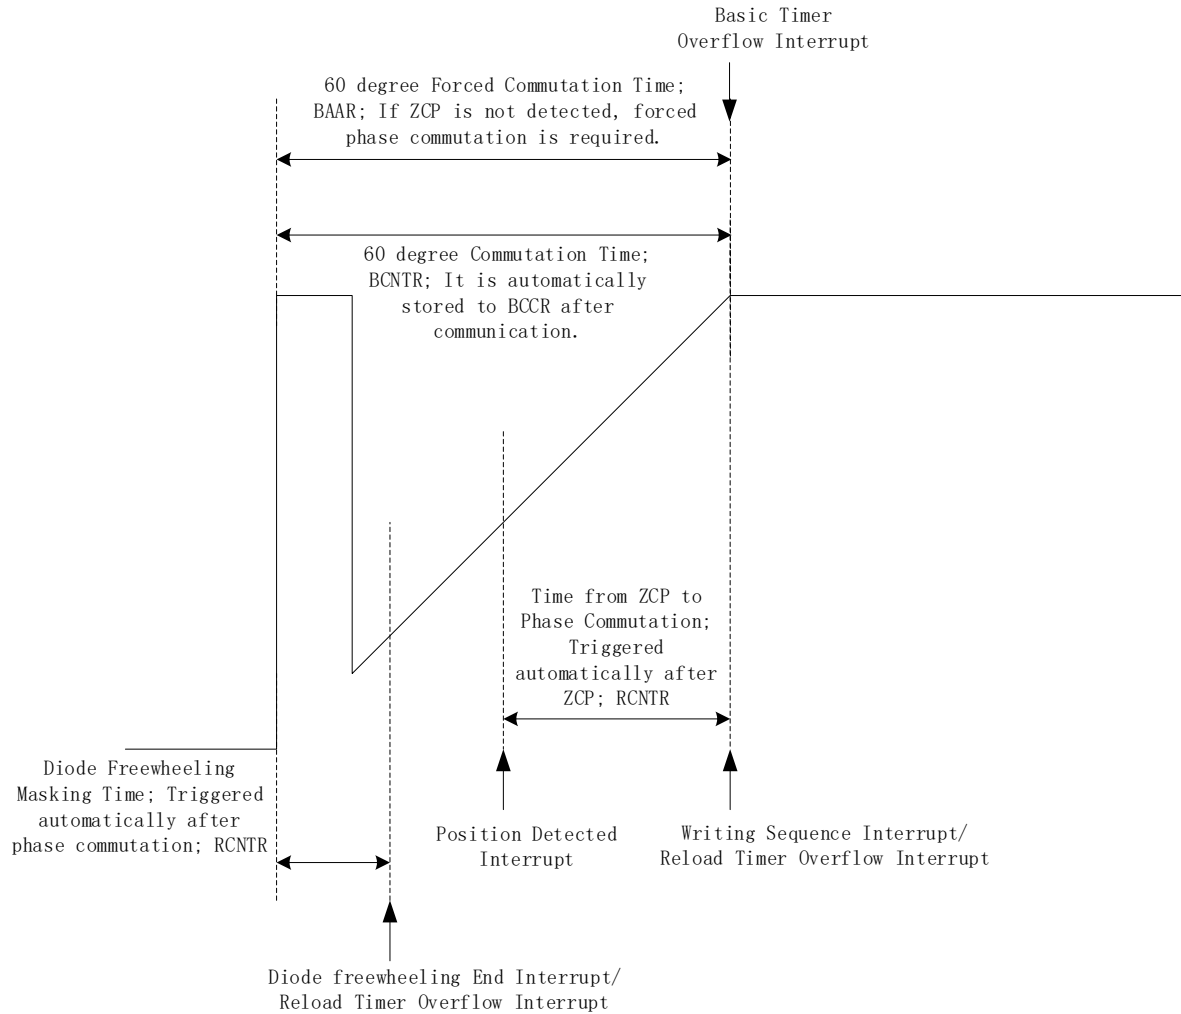 Basic Timer
Overflow Interrupt
60 degree Forced Commutation Time;
BAAR; If ZCP is not detected, forced
phase commutation is required.
60 degree Commutation Time;
BCNTR; It is automatically
stored to BCCR after
communication.
Time from ZCP to
Phase Commutation;
Triggered
automatically after
ZCP; RCNTR
Diode Freewheeling
Masking Time; Triggered
automatically after
phase commutation; RCNTR
Position Detected
Interrupt
Writing Sequence Interrupt/
Reload Timer Overflow Interrupt
Diode freewheeling End Interrupt/
Reload Timer Overflow Interrupt